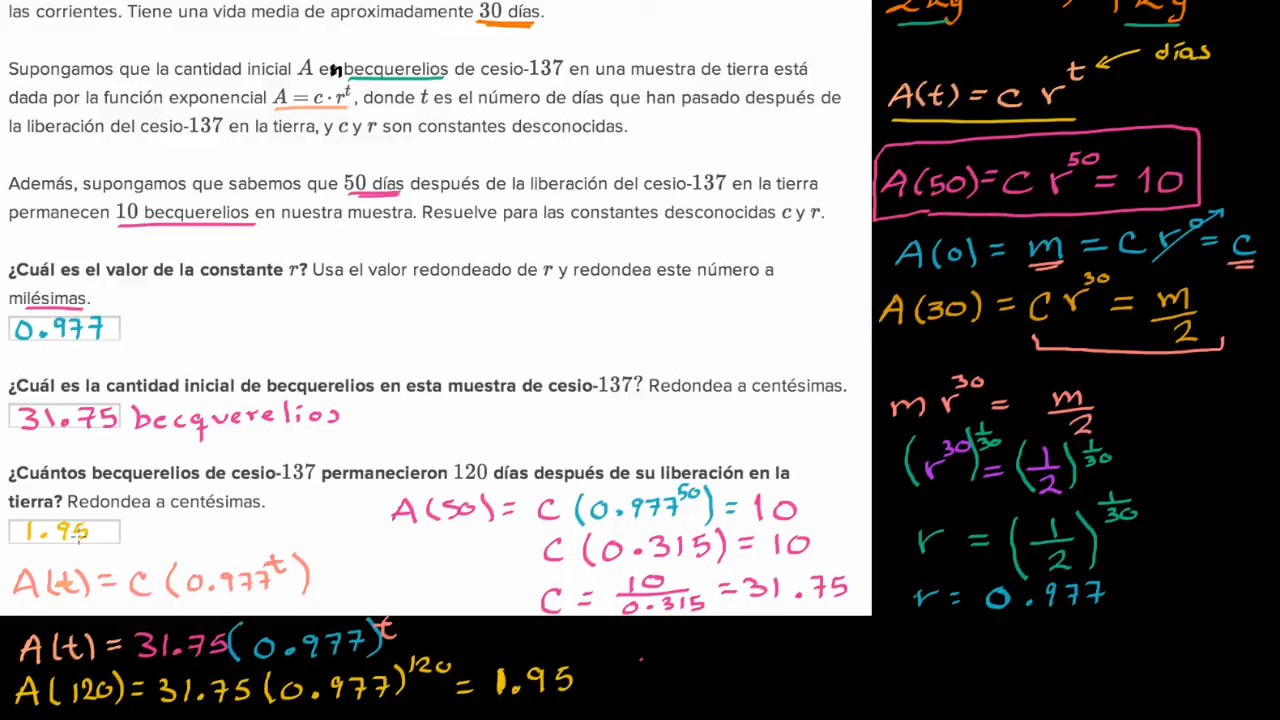 las corrientes. Tiene una vida media de aproximadamente 30 días.
Supongamos que la cantidad inicial A en becquerelios de cesio-137 en una muestra de tierra está
dada por la función exponencial A = c · r^t, donde t es el número de días que han pasado después de
la liberación del cesio-137 en la tierra, y c y r son constantes desconocidas.
Además, supongamos que sabemos que 50 días después de la liberación del cesio-137 en la tierra
permanecen 10 becquerelios en nuestra muestra. Resuelve para las constantes desconocidas c y r.
¿Cuál es el valor de la constante r? Usa el valor redondeado de r y redondea este número a
milésimas.
0.977
¿Cuál es la cantidad inicial de becquerelios en esta muestra de cesio-137? Redondea a centésimas.
31.75 becquerelios
¿Cuántos becquerelios de cesio-137 permanecieron 120 días después de su liberación en la
tierra? Redondea a centésimas.
1.95
A(50) = C (0.977^50) = 10
C (0.315) = 10
C = 10/0.315 = 31.75
A(t) = C (0.977^t)
A(t) = 31.75 (0.977)^t
A(120) = 31.75 (0.977)^120 = 1.95
días
A(t) = C r^t
A(50) = C r^50 = 10
A(0) = m = C r^0 = C
A(30) = C r^30 = m/2
m r^30 = m/2
(r^30)^1/30 = (1/2)^1/30
r = (1/2)^1/30
r = 0.977